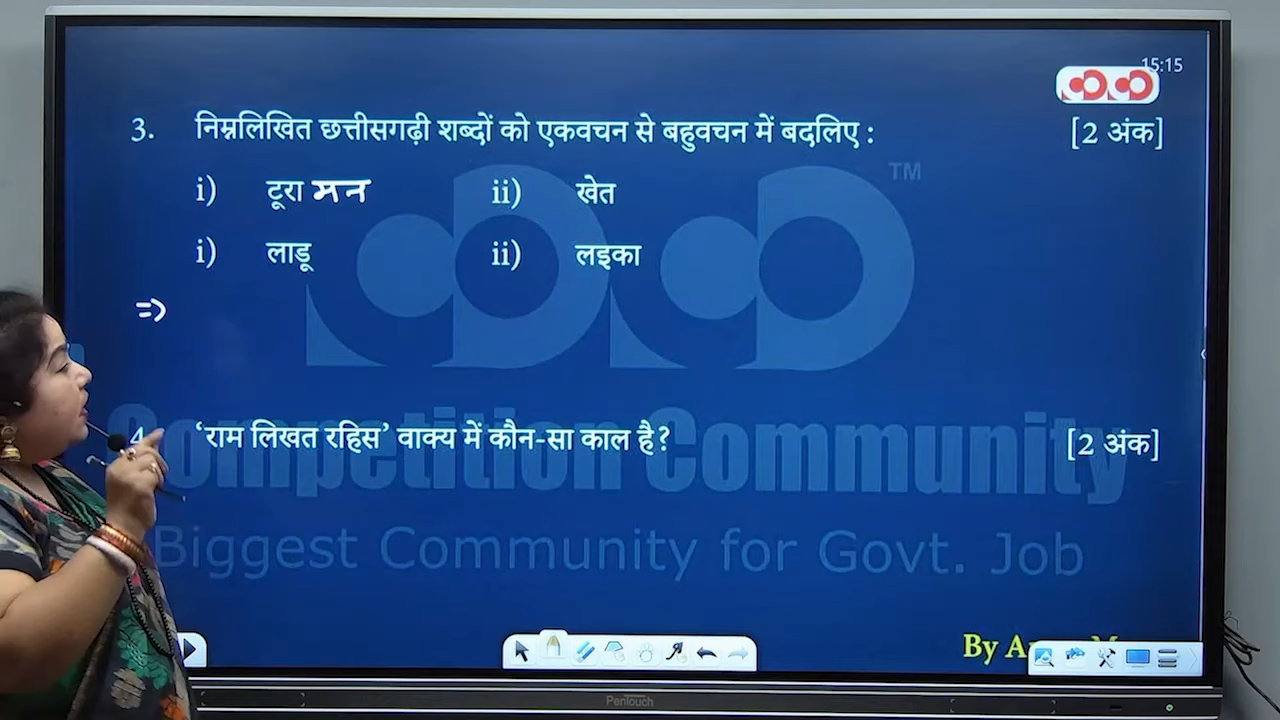 15:15
3. निम्नलिखित छत्तीसगढ़ी शब्दों को एकवचन से बहुवचन में बदलिए : [2 अंक]
TM
i) टूरा मन ii) खेत
i) लाडू ii) लइका
=>
4. ‘राम लिखत रहिस’ वाक्य में कौन-सा काल है? [2 अंक]
Competition Community
Biggest Community for Govt. Job
By
PenTouch